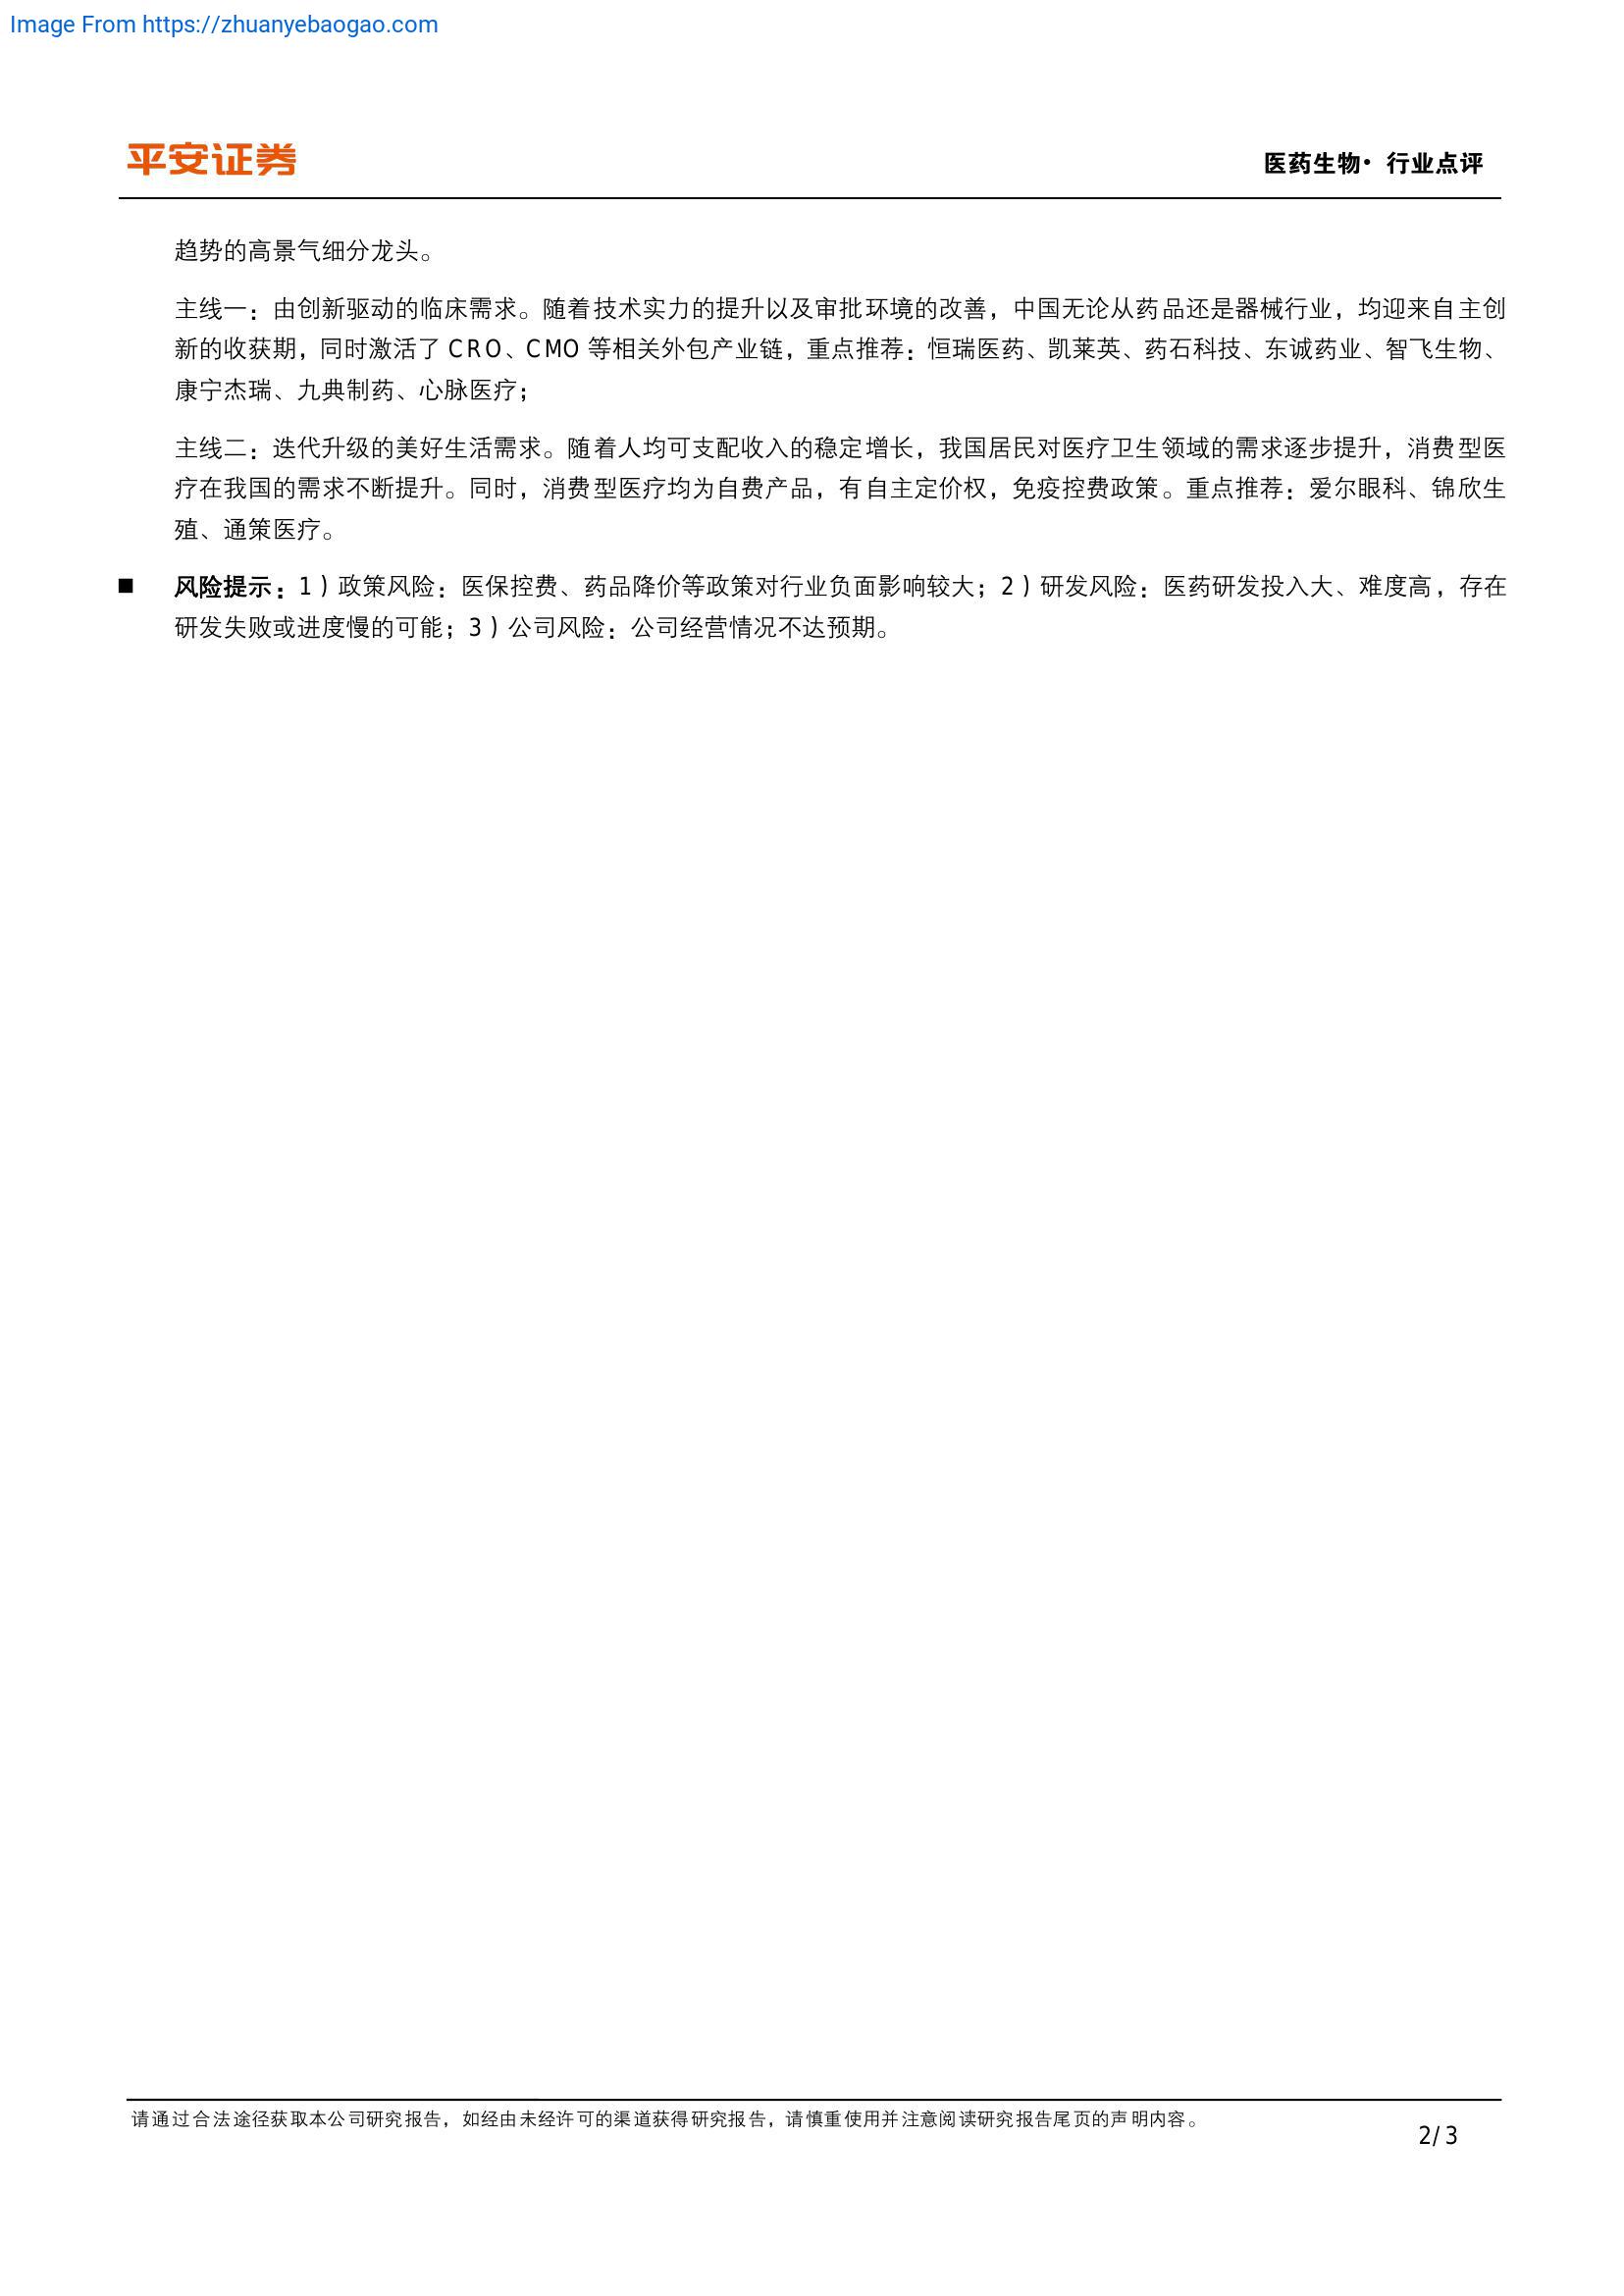 Image From https://zhuanyebaogao.com
平安证券
医药生物·行业点评
趋势的高景气细分龙头。
主线一：由创新驱动的临床需求。随着技术实力的提升以及审批环境的改善，中国无论从药品还是器械行业，均迎来自主创
新的收获期，同时激活了 CRO、CMO 等相关外包产业链，重点推荐：恒瑞医药、凯莱英、药石科技、东诚药业、智飞生物、
康宁杰瑞、九典制药、心脉医疗；
主线二：迭代升级的美好生活需求。随着人均可支配收入的稳定增长，我国居民对医疗卫生领域的需求逐步提升，消费型医
疗在我国的需求不断提升。同时，消费型医疗均为自费产品，有自主定价权，免疫控费政策。重点推荐：爱尔眼科、锦欣生
殖、通策医疗。
■ 风险提示：1）政策风险：医保控费、药品降价等政策对行业负面影响较大；2）研发风险：医药研发投入大、难度高，存在
研发失败或进度慢的可能；3）公司风险：公司经营情况不达预期。
请通过合法途径获取本公司研究报告，如经由未经许可的渠道获得研究报告，请慎重使用并注意阅读研究报告尾页的声明内容。
2/3